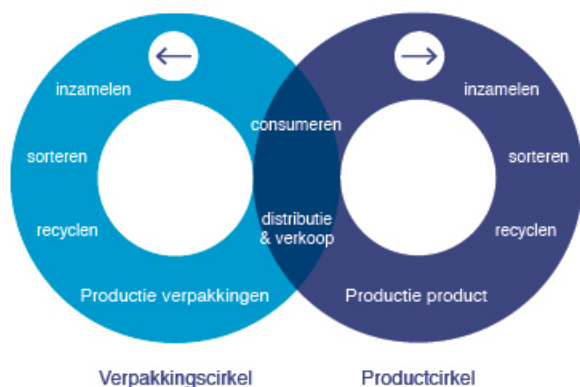 inzamelen
sorteren
recyclen
Productie verpakkingen
consumeren
distributie
& verkoop
inzamelen
sorteren
recyclen
Productie product
Verpakkingscirkel
Productcirkel